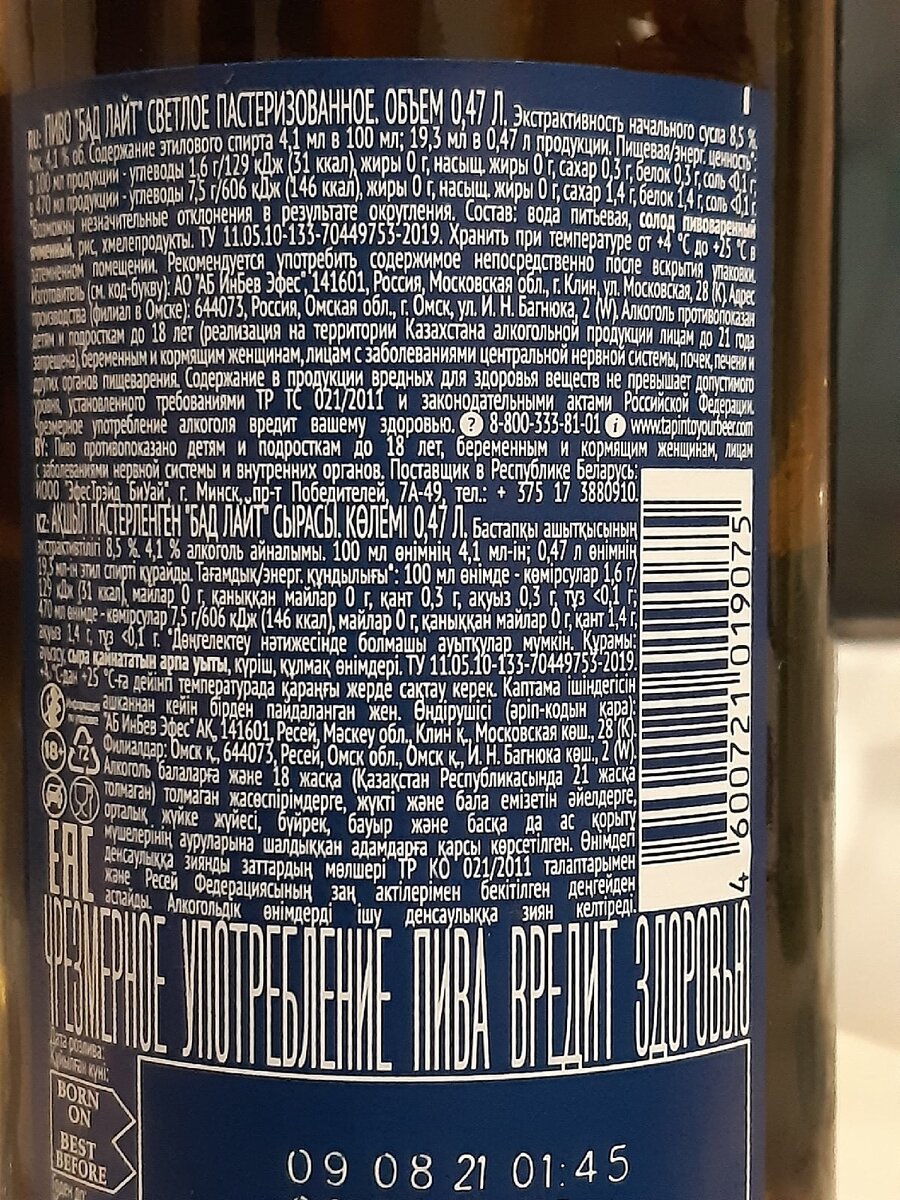 RU: ПИВО "БАД ЛАЙТ" СВЕТЛОЕ ПАСТЕРИЗОВАННОЕ. ОБЪЕМ 0,47 Л. Экстрактивность начального сусла 8,5 %.
Алк. 4,1 % об. Содержание этилового спирта 4,1 мл в 100 мл; 19,3 мл в 0,47 л продукции. Пищевая/энерг. ценность*:
в 100 мл продукции - углеводы 1,6 г/129 кДж (31 ккал), жиры 0 г, насыщ. жиры 0 г, сахар 0,3 г, белок 0,3 г, соль <0,1 г;
в 470 мл продукции - углеводы 7,5 г/606 кДж (146 ккал), жиры 0 г, насыщ. жиры 0 г, сахар 1,4 г, белок 1,4 г, соль <0,1 г.
*Возможны незначительные отклонения в результате округления. Состав: вода питьевая, солод пивоваренный
ячменный, рис, хмелепродукты. ТУ 11.05.10-133-70449753-2019. Хранить при температуре от +4 °C до +25 °C в
затемненном помещении. Рекомендуется употребить содержимое непосредственно после вскрытия упаковки.
Изготовитель (см. код-букву): АО "АБ ИнБев Эфес", 141601, Россия, Московская обл., г. Клин, ул. Московская, 28 (K). Адрес
производства (филиал в Омске): 644073, Россия, Омская обл., г. Омск, ул. И. Н. Багнюка, 2 (W). Алкоголь противопоказан
детям и подросткам до 18 лет (реализация на территории Казахстана алкогольной продукции лицам до 21 года
запрещена), беременным и кормящим женщинам, лицам с заболеваниями центральной нервной системы, почек, печени и
других органов пищеварения. Содержание в продукции вредных для здоровья веществ не превышает допустимого
уровня, установленного требованиями ТР ТС 021/2011 и законодательными актами Российской Федерации.
Чрезмерное употребление алкоголя вредит вашему здоровью. ? 8-800-333-81-01 i www.tapintoyourbeer.com
BY: Пиво противопоказано детям и подросткам до 18 лет, беременным и кормящим женщинам, лицам
с заболеваниями нервной системы и внутренних органов. Поставщик в Республике Беларусь:
ИООО "ЭфесТрэйд БиУай", г. Минск, пр-т Победителей, 7А-49, тел.: + 375 17 3880910.
KZ: АҚШЫЛ ПАСТЕРЛЕНГЕН "БАД ЛАЙТ" СЫРАСЫ. КӨЛЕМІ 0,47 Л. Бастапқы ашытқысының
экстрактивтілігі 8,5 %. 4,1 % алкоголь айналымы. 100 мл өнімнің 4,1 мл-ін; 0,47 л өнімнің
19,3 мл-ін этил спирті құрайды. Тағамдық/энерг. құндылығы*: 100 мл өнімде - көмірсулар 1,6 г/
129 кДж (31 ккал), майлар 0 г, қаныққан майлар 0 г, қант 0,3 г, ақуыз 0,3 г, тұз <0,1 г;
470 мл өнімде - көмірсулар 7,5 г/606 кДж (146 ккал), майлар 0 г, қаныққан майлар 0 г, қант 1,4 г,
ақуыз 1,4 г, тұз <0,1 г. *Дөңгелектеу нәтижесінде болмашы ауытқулар мүмкін. Құрамы:
ауызсу, сыра қайнататын арпа уыты, күріш, құлмақ өнімдері. ТУ 11.05.10-133-70449753-2019.
+4 °C-дан +25 °C-ға дейінгі температурада қараңғы жерде сақтау керек. Қаптама ішіндегісін
ашқаннан кейін бірден пайдаланған жөн. Өндірушісі (әріп-кодын қара):
"АБ ИнБев Эфес" АҚ, 141601, Ресей, Мәскеу обл., Клин қ., Московская көш., 28 (K).
Филиалдар: Омск қ., 644073, Ресей, Омск обл., Омск қ., И. Н. Багнюка көш., 2 (W).
Алкоголь балаларға және 18 жасқа (Қазақстан Республикасында 21 жасқа
толмаған) толмаған жасөспірімдерге, жүкті және бала емізетін әйелдерге,
орталық жүйке жүйесі, бүйрек, бауыр және басқа да ас қорыту
мүшелерінің ауруларына шалдыққан адамдарға қарсы көрсетілген. Өнімдегі
денсаулыққа зиянды заттардың мөлшері ТР КО 021/2011 талаптарымен
және Ресей Федерациясының заң актілерімен бекітілген деңгейден
аспайды. Алкогольдік өнімдерді ішу денсаулыққа зиян келтіреді.
18+
EAC
4 600721 019075
ЧРЕЗМЕРНОЕ УПОТРЕБЛЕНИЕ ПИВА ВРЕДИТ ЗДОРОВЬЮ
Дата розлива:
Құйылған күні:
BORN
ON
BEST
BEFORE
09 08 21 01:45